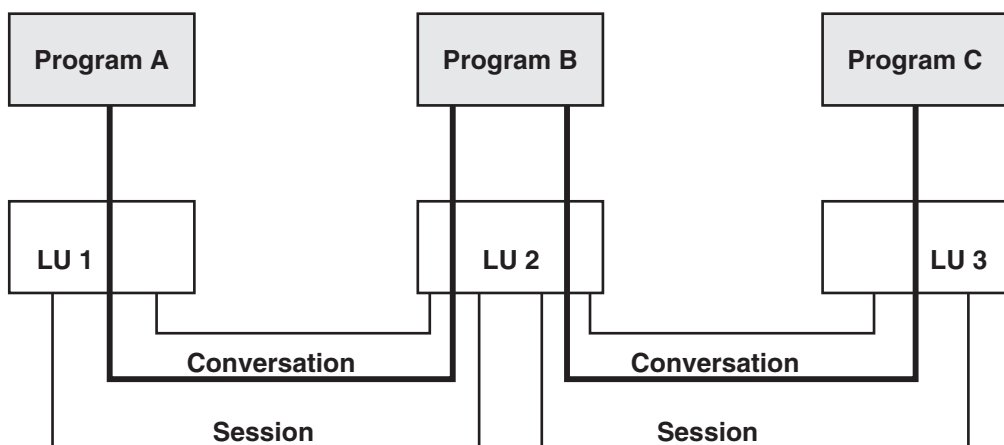 Program A
Program B
Program C
LU 1
LU 2
LU 3
Conversation
Conversation
Session
Session